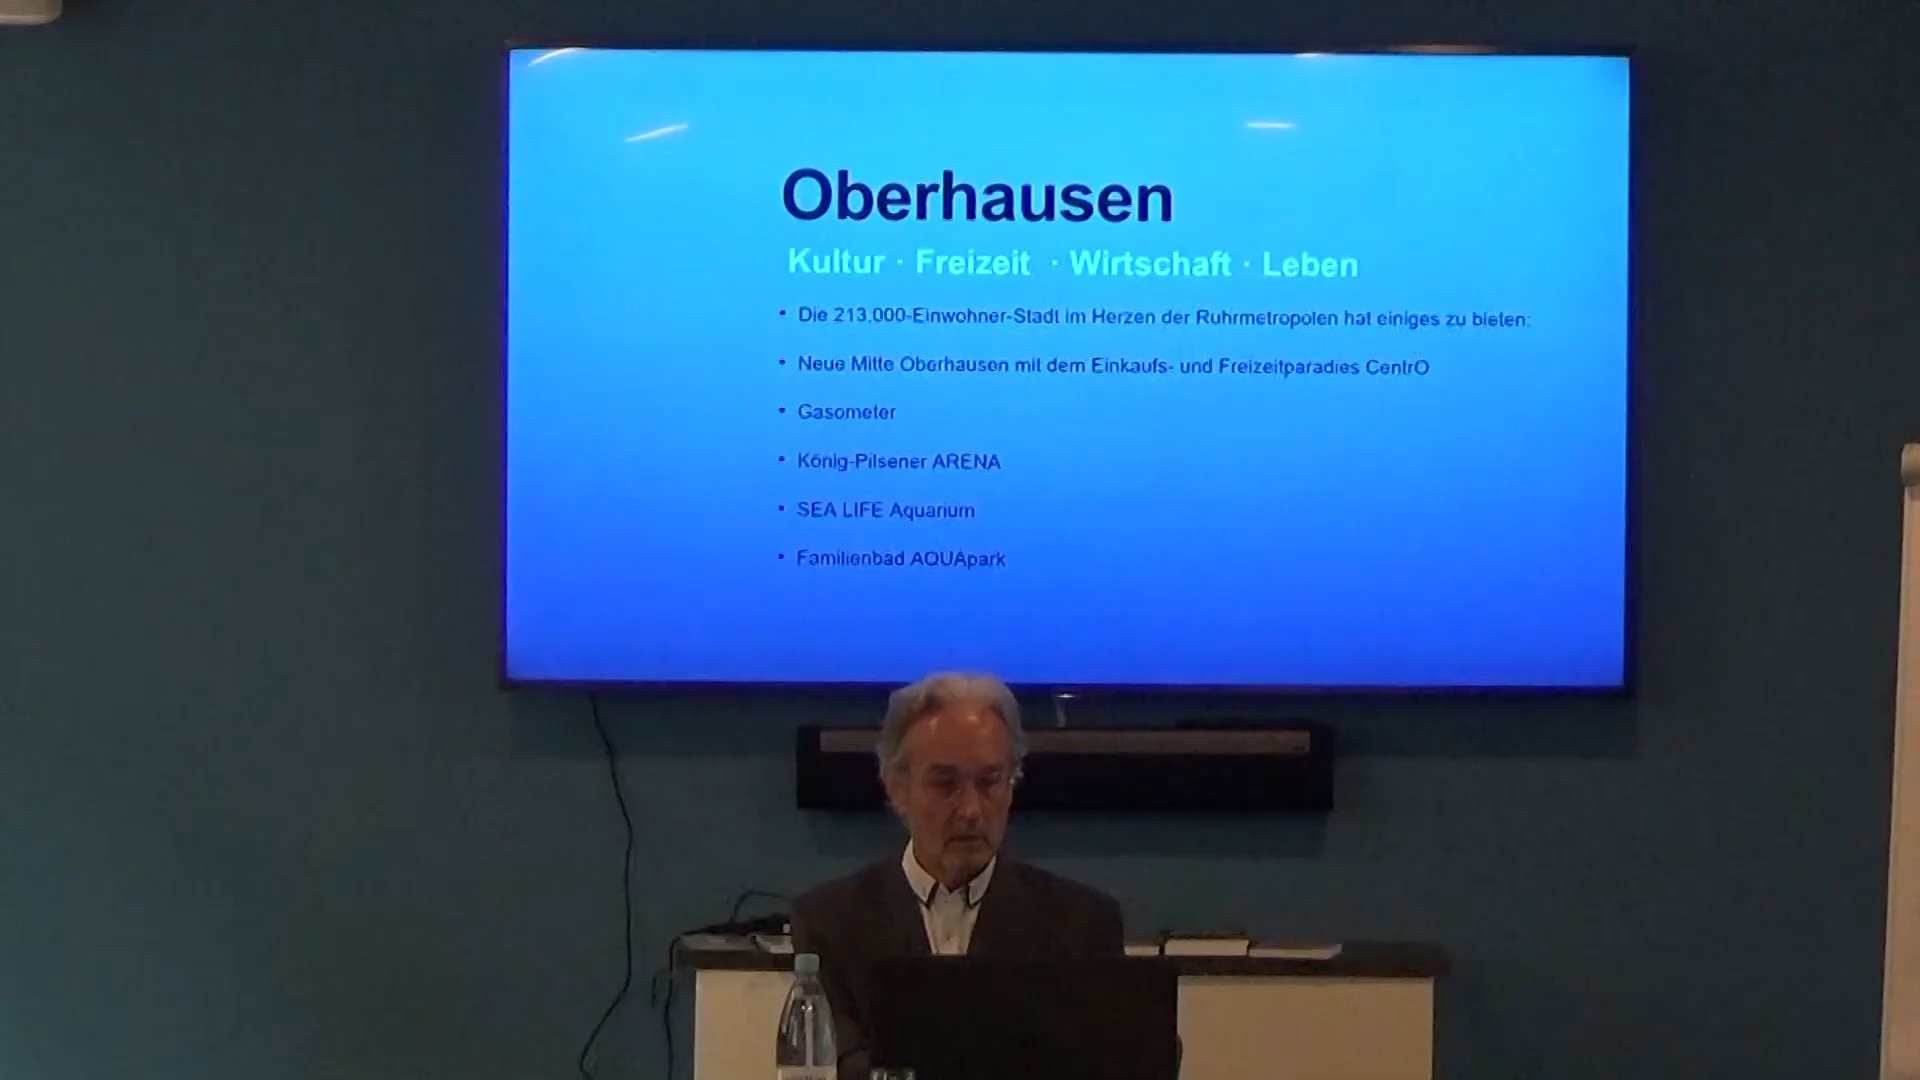 Oberhausen
Kultur · Freizeit · Wirtschaft · Leben
• Die 213.000-Einwohner-Stadt im Herzen der Ruhrmetropolen hat einiges zu bieten:
• Neue Mitte Oberhausen mit dem Einkaufs- und Freizeitparadies CentrO
• Gasometer
• König-Pilsener ARENA
• SEA LIFE Aquarium
• Familienbad AQUApark